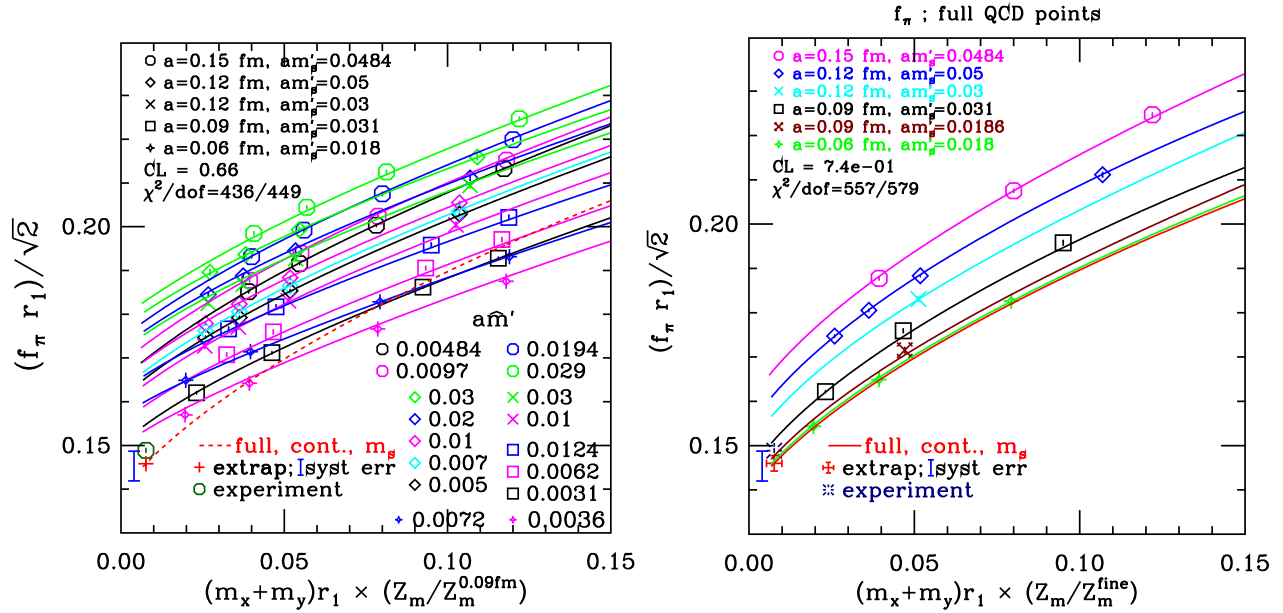 a=0.15 fm, am's=0.0484
a=0.12 fm, am's=0.05
a=0.12 fm, am's=0.03
a=0.09 fm, am's=0.031
a=0.06 fm, am's=0.018
CL = 0.66
χ²/dof=436/449
(fπ r₁)/√2
0.20
0.15
am̂'
0.00484 0.0194
0.0097 0.029
0.03 0.03
0.02 0.01
0.01 0.0124
0.007 0.0062
0.005 0.0031
0.0072 0.0036
full, cont., ms
extrap; syst err
experiment
0.00 0.05 0.10 0.15
(mx+my)r₁ × (Zm/Zm^0.09fm)
fπ ; full QCD points
a=0.15 fm, am's=0.0484
a=0.12 fm, am's=0.05
a=0.12 fm, am's=0.03
a=0.09 fm, am's=0.031
a=0.09 fm, am's=0.0186
a=0.06 fm, am's=0.018
CL = 7.4e−01
χ²/dof=557/579
(fπ r₁)/√2
0.20
0.15
full, cont., ms
extrap; syst err
experiment
0.00 0.05 0.10 0.15
(mx+my)r₁ × (Zm/Zm^fine)